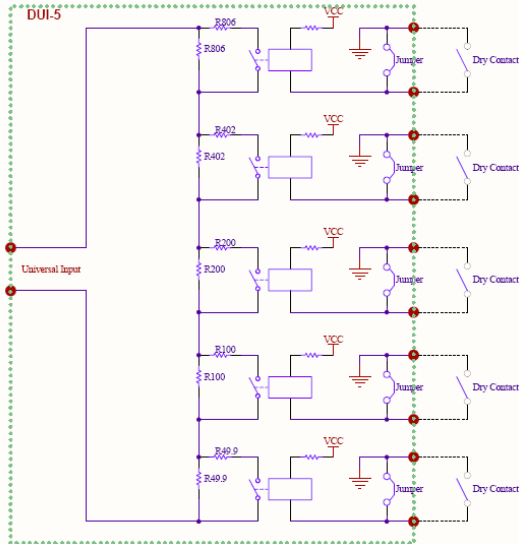 DUI-5
VCC
R806
R806
Jumper
Dry Contact
VCC
R402
R402
Jumper
Dry Contact
VCC
R200
R200
Universal Input
Jumper
Dry Contact
VCC
R100
R100
Jumper
Dry Contact
VCC
R49.9
R49.9
Jumper
Dry Contact